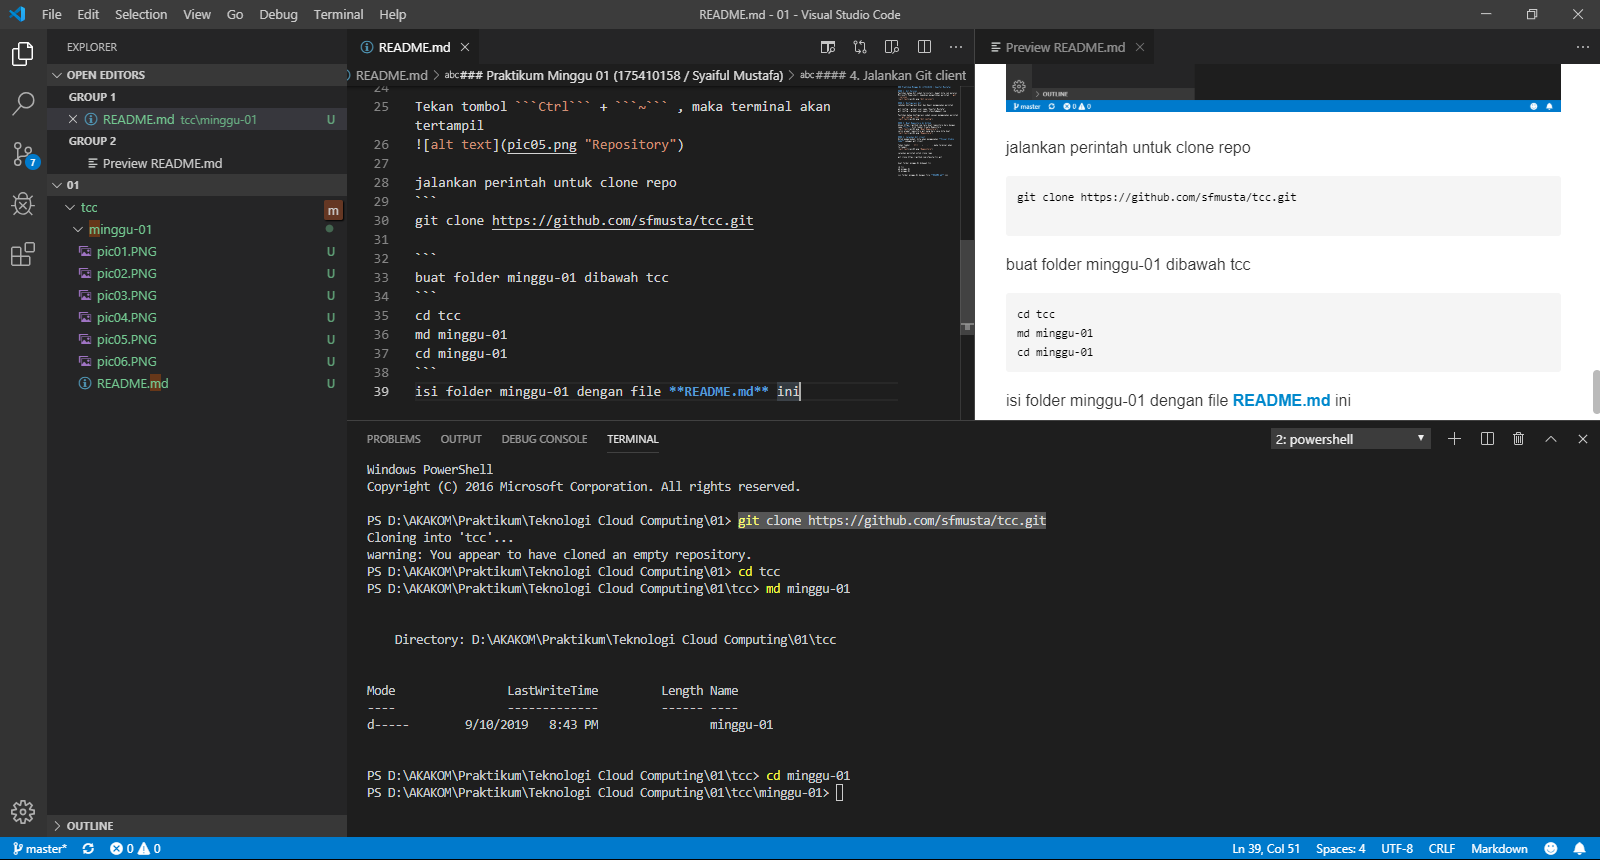 File Edit Selection View Go Debug Terminal Help
README.md - 01 - Visual Studio Code
EXPLORER
OPEN EDITORS
GROUP 1
README.md tcc\minggu-01 U
GROUP 2
Preview README.md
01
tcc
m
minggu-01
pic01.PNG U
pic02.PNG U
pic03.PNG U
pic04.PNG U
pic05.PNG U
pic06.PNG U
README.md U
OUTLINE
7
README.md
README.md > abc### Praktikum Minggu 01 (175410158 / Syaiful Mustafa) > abc#### 4. Jalankan Git client
24
25 Tekan tombol ```Ctrl``` + ```~``` , maka terminal akan
tertampil
26 ![alt text](pic05.png "Repository")
27
28 jalankan perintah untuk clone repo
29 ```
30 git clone https://github.com/sfmusta/tcc.git
31
32 ```
33 buat folder minggu-01 dibawah tcc
34 ```
35 cd tcc
36 md minggu-01
37 cd minggu-01
38 ```
39 isi folder minggu-01 dengan file **README.md** ini
Preview README.md
OUTLINE
master 0 0
jalankan perintah untuk clone repo
git clone https://github.com/sfmusta/tcc.git
buat folder minggu-01 dibawah tcc
cd tcc
md minggu-01
cd minggu-01
isi folder minggu-01 dengan file README.md ini
PROBLEMS OUTPUT DEBUG CONSOLE TERMINAL
2: powershell
Windows PowerShell
Copyright (C) 2016 Microsoft Corporation. All rights reserved.
PS D:\AKAKOM\Praktikum\Teknologi Cloud Computing\01> git clone https://github.com/sfmusta/tcc.git
Cloning into 'tcc'...
warning: You appear to have cloned an empty repository.
PS D:\AKAKOM\Praktikum\Teknologi Cloud Computing\01> cd tcc
PS D:\AKAKOM\Praktikum\Teknologi Cloud Computing\01\tcc> md minggu-01
Directory: D:\AKAKOM\Praktikum\Teknologi Cloud Computing\01\tcc
Mode LastWriteTime Length Name
---- ------------- ------ ----
d----- 9/10/2019 8:43 PM minggu-01
PS D:\AKAKOM\Praktikum\Teknologi Cloud Computing\01\tcc> cd minggu-01
PS D:\AKAKOM\Praktikum\Teknologi Cloud Computing\01\tcc\minggu-01>
master* 0 0
Ln 39, Col 51 Spaces: 4 UTF-8 CRLF Markdown